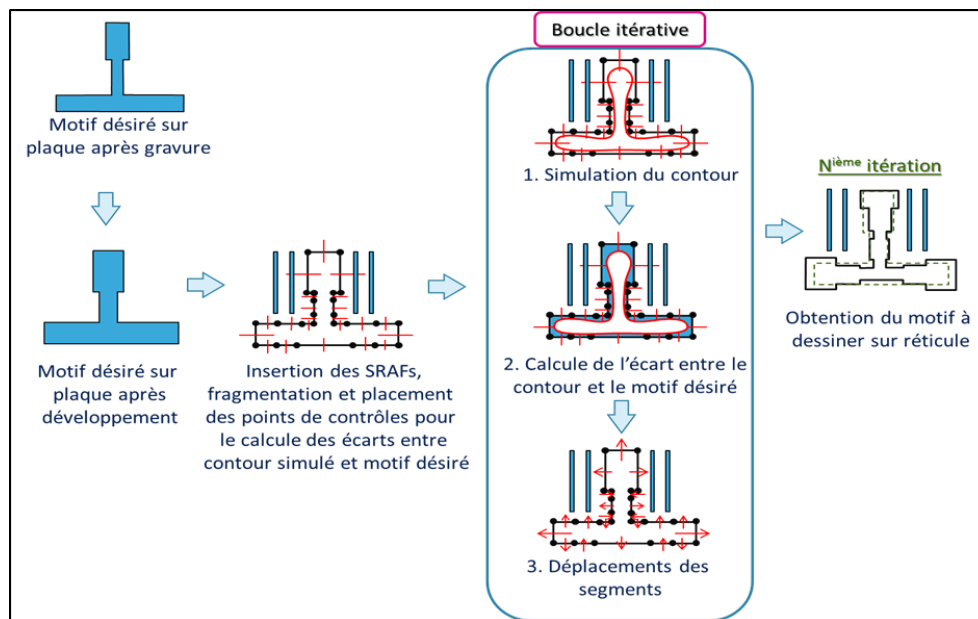 Motif désiré sur
plaque après gravure
Motif désiré sur
plaque après
développement
Insertion des SRAFs,
fragmentation et placement
des points de contrôles pour
le calcule des écarts entre
contour simulé et motif désiré
Boucle itérative
1. Simulation du contour
2. Calcule de l'écart entre le
contour et le motif désiré
3. Déplacements des
segments
Nième itération
Obtention du motif à
dessiner sur réticule